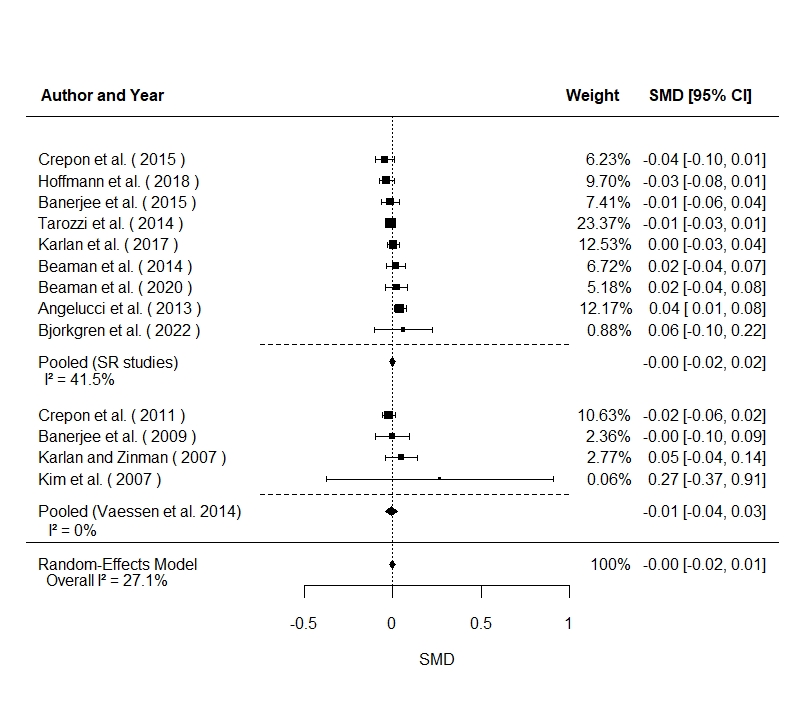 Author and Year Weight SMD [95% CI]
Crepon et al. ( 2015 ) 6.23% -0.04 [-0.10, 0.01]
Hoffmann et al. ( 2018 ) 9.70% -0.03 [-0.08, 0.01]
Banerjee et al. ( 2015 ) 7.41% -0.01 [-0.06, 0.04]
Tarozzi et al. ( 2014 ) 23.37% -0.01 [-0.03, 0.01]
Karlan et al. ( 2017 ) 12.53% 0.00 [-0.03, 0.04]
Beaman et al. ( 2014 ) 6.72% 0.02 [-0.04, 0.07]
Beaman et al. ( 2020 ) 5.18% 0.02 [-0.04, 0.08]
Angelucci et al. ( 2013 ) 12.17% 0.04 [ 0.01, 0.08]
Bjorkgren et al. ( 2022 ) 0.88% 0.06 [-0.10, 0.22]
Pooled (SR studies) -0.00 [-0.02, 0.02]
I² = 41.5%
Crepon et al. ( 2011 ) 10.63% -0.02 [-0.06, 0.02]
Banerjee et al. ( 2009 ) 2.36% -0.00 [-0.10, 0.09]
Karlan and Zinman ( 2007 ) 2.77% 0.05 [-0.04, 0.14]
Kim et al. ( 2007 ) 0.06% 0.27 [-0.37, 0.91]
Pooled (Vaessen et al. 2014) -0.01 [-0.04, 0.03]
I² = 0%
Random-Effects Model 100% -0.00 [-0.02, 0.01]
Overall I² = 27.1%
-0.5 0 0.5 1
SMD